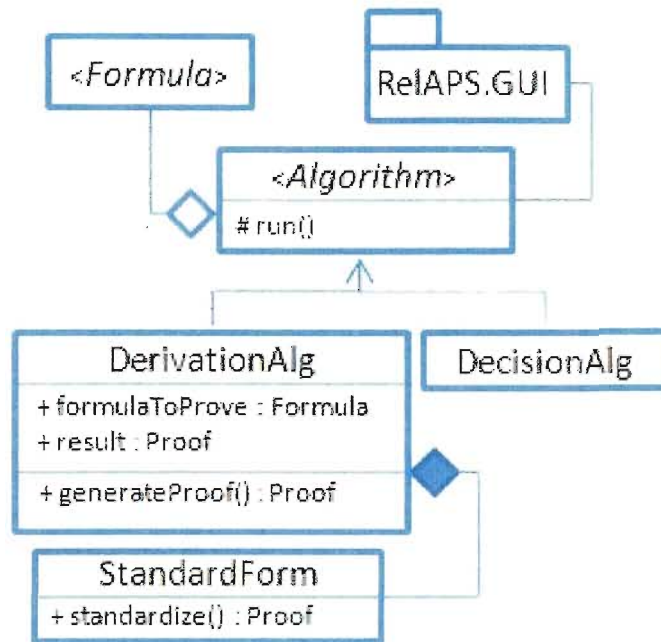 <Formula>
RelAPS.GUI
<Algorithm>
# run()
DerivationAlg
+ formulaToProve : Formula
+ result : Proof
+ generateProof() : Proof
DecisionAlg
StandardForm
+ standardize() : Proof